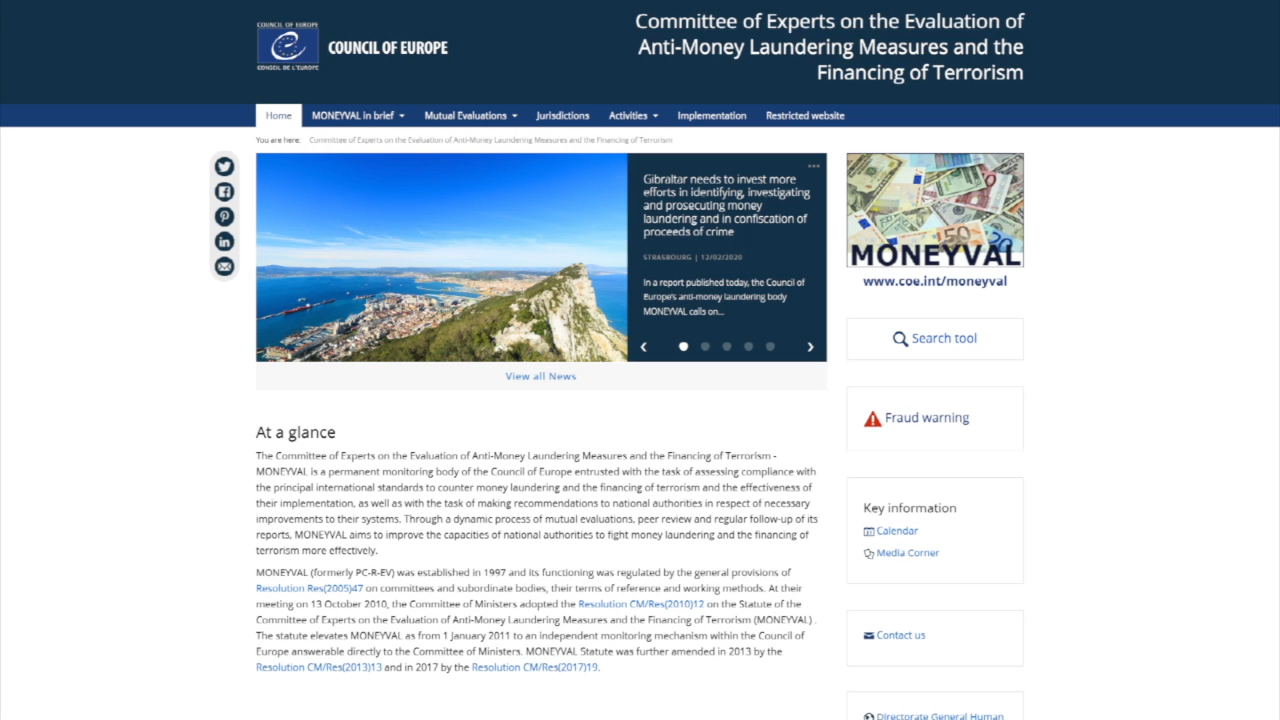 COUNCIL OF EUROPE
CONSEIL DE L'EUROPE
COUNCIL OF EUROPE
Committee of Experts on the Evaluation of
Anti-Money Laundering Measures and the
Financing of Terrorism
Home MONEYVAL in brief Mutual Evaluations Jurisdictions Activities Implementation Restricted website
You are here: Committee of Experts on the Evaluation of Anti-Money Laundering Measures and the Financing of Terrorism
Gibraltar needs to invest more
efforts in identifying, investigating
and prosecuting money
laundering and in confiscation of
proceeds of crime
STRASBOURG | 12/02/2020
In a report published today, the Council of
Europe's anti-money laundering body
MONEYVAL calls on...
View all News
MONEYVAL
www.coe.int/moneyval
Search tool
Fraud warning
Key information
Calendar
Media Corner
Contact us
Directorate General Human
At a glance
The Committee of Experts on the Evaluation of Anti-Money Laundering Measures and the Financing of Terrorism -
MONEYVAL is a permanent monitoring body of the Council of Europe entrusted with the task of assessing compliance with
the principal international standards to counter money laundering and the financing of terrorism and the effectiveness of
their implementation, as well as with the task of making recommendations to national authorities in respect of necessary
improvements to their systems. Through a dynamic process of mutual evaluations, peer review and regular follow-up of its
reports, MONEYVAL aims to improve the capacities of national authorities to fight money laundering and the financing of
terrorism more effectively.
MONEYVAL (formerly PC-R-EV) was established in 1997 and its functioning was regulated by the general provisions of
Resolution Res(2005)47 on committees and subordinate bodies, their terms of reference and working methods. At their
meeting on 13 October 2010, the Committee of Ministers adopted the Resolution CM/Res(2010)12 on the Statute of the
Committee of Experts on the Evaluation of Anti-Money Laundering Measures and the Financing of Terrorism (MONEYVAL) .
The statute elevates MONEYVAL as from 1 January 2011 to an independent monitoring mechanism within the Council of
Europe answerable directly to the Committee of Ministers. MONEYVAL Statute was further amended in 2013 by the
Resolution CM/Res(2013)13 and in 2017 by the Resolution CM/Res(2017)19.